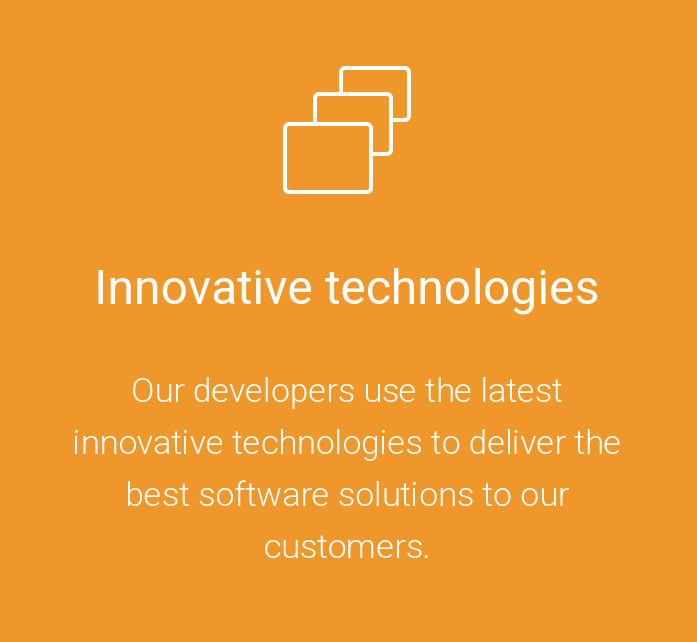 Innovative technologies
Our developers use the latest
innovative technologies to deliver the
best software solutions to our
customers.